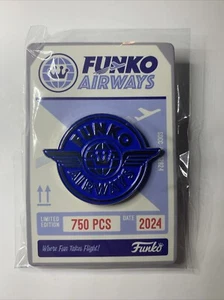 FUNKO
AIRWAYS
FUNKO
AIRWAYS
LIMITED
EDITION
750 PCS
DATE
2024
Where Fun Takes Flight!
Funko